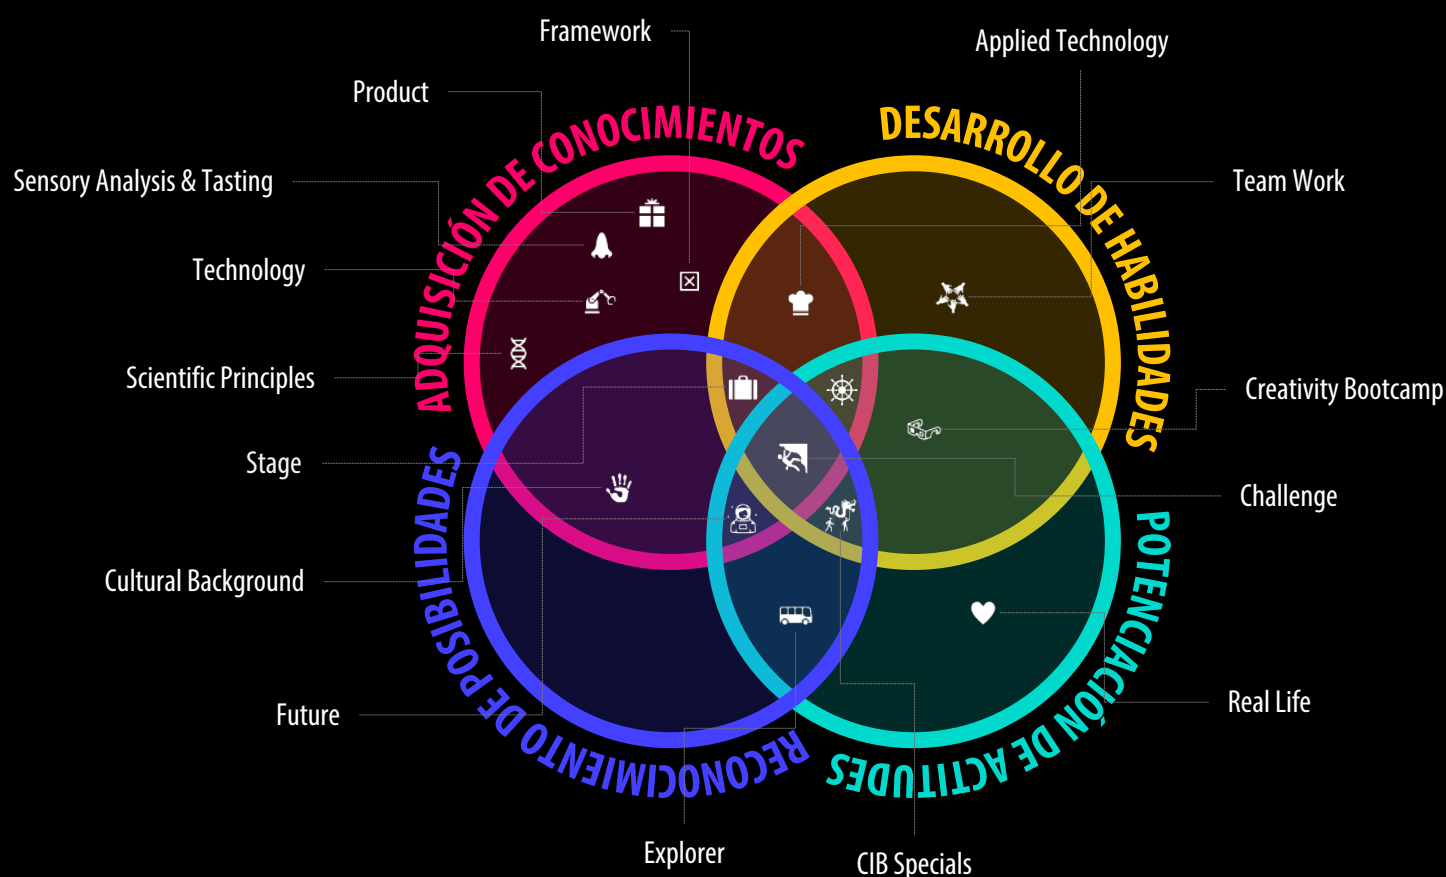 Framework
Applied Technology
Product
ADQUISICIÓN DE CONOCIMIENTOS
DESARROLLO DE HABILIDADES
Sensory Analysis & Tasting
Team Work
Technology
Scientific Principles
Creativity Bootcamp
Stage
Challenge
RECONOCIMIENTO DE POSIBILIDADES
POTENCIACIÓN DE ACTITUDES
Cultural Background
Real Life
Future
Explorer
CIB Specials